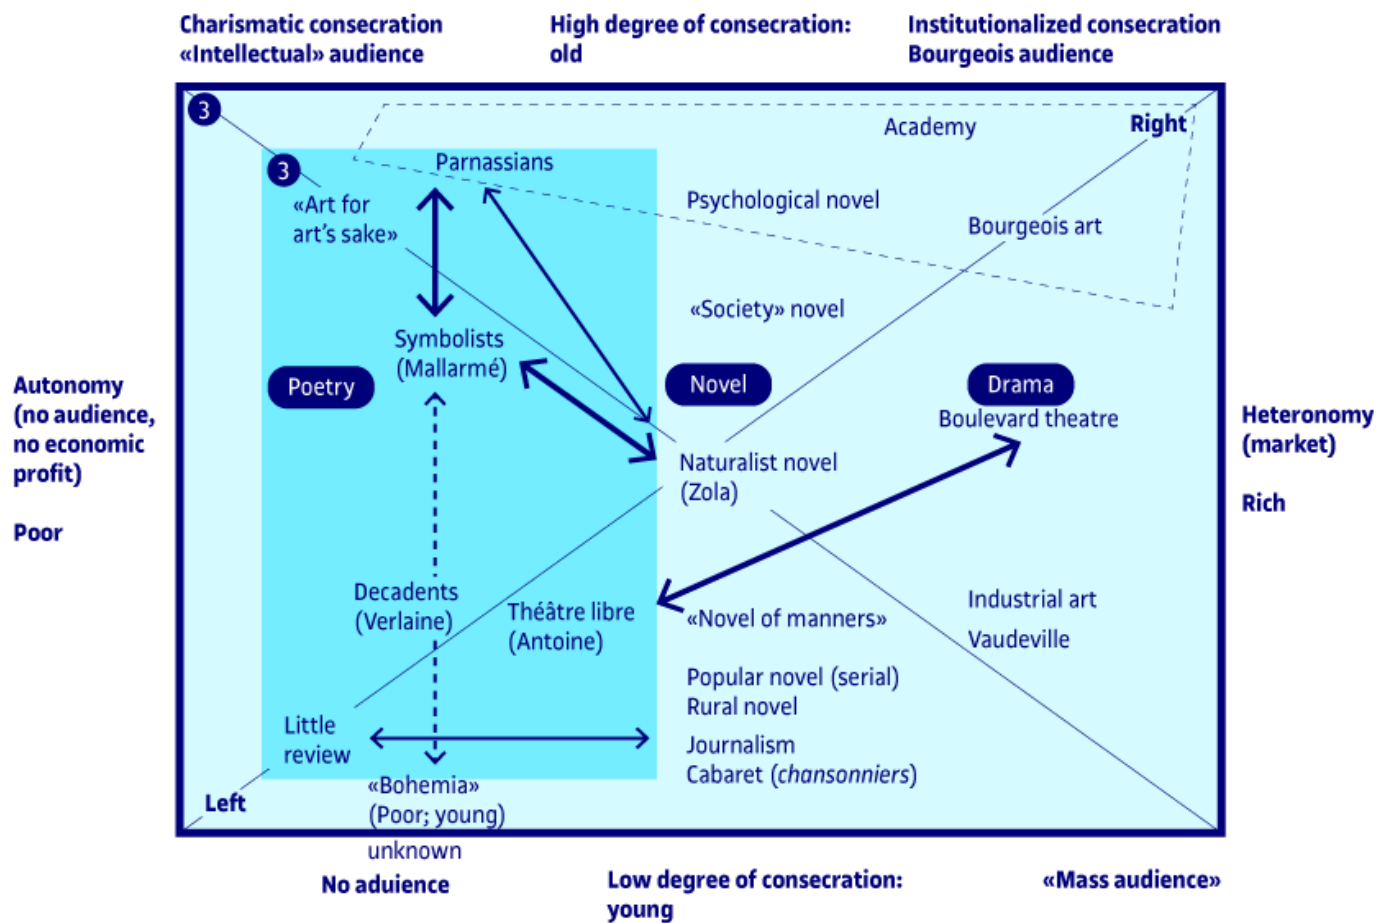 Charismatic consecration
«Intellectual» audience
High degree of consecration:
old
Institutionalized consecration
Bourgeois audience
3
Academy
Right
3
Parnassians
«Art for
art's sake»
Psychological novel
Bourgeois art
«Society» novel
Symbolists
(Mallarmé)
Poetry
Novel
Drama
Boulevard theatre
Autonomy
(no audience,
no economic
profit)
Poor
Heteronomy
(market)
Rich
Naturalist novel
(Zola)
Decadents
(Verlaine)
Théâtre libre
(Antoine)
«Novel of manners»
Industrial art
Vaudeville
Popular novel (serial)
Rural novel
Little
review
Journalism
Cabaret (chansonniers)
Left
«Bohemia»
(Poor; young)
unknown
No aduience
Low degree of consecration:
young
«Mass audience»